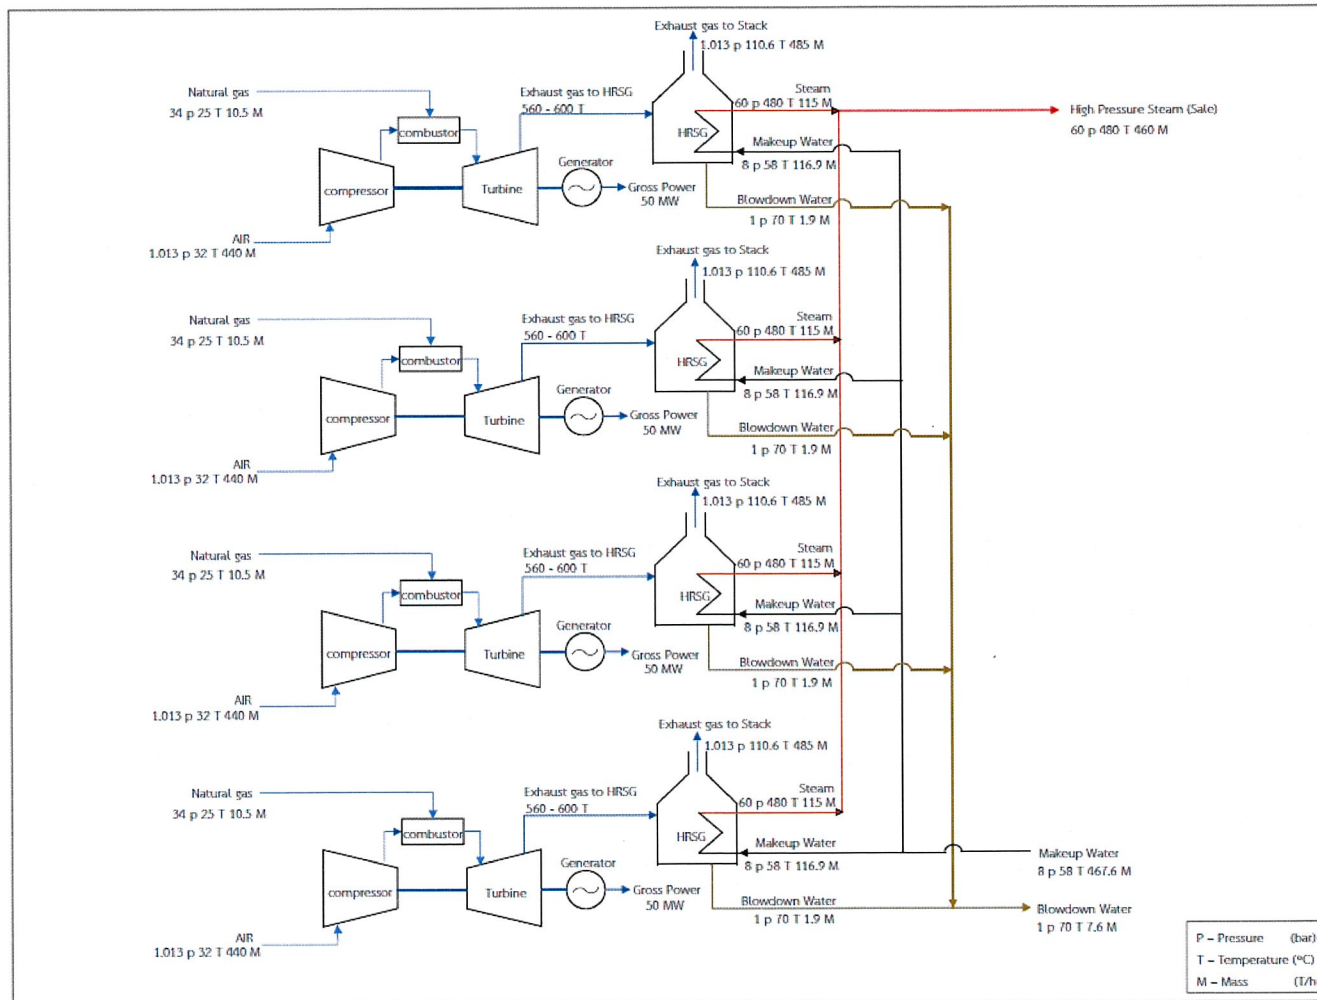 Exhaust gas to Stack
1.013 p 110.6 T 485 M
Natural gas
34 p 25 T 10.5 M
Exhaust gas to HRSG
560 - 600 T
Steam
60 p 480 T 115 M
High Pressure Steam (Sale)
60 p 480 T 460 M
combustor
HRSG
Makeup Water
8 p 58 T 116.9 M
compressor
Turbine
Generator
Gross Power
50 MW
Blowdown Water
1 p 70 T 1.9 M
AIR
1.013 p 32 T 440 M
Exhaust gas to Stack
1.013 p 110.6 T 485 M
Natural gas
34 p 25 T 10.5 M
Exhaust gas to HRSG
560 - 600 T
Steam
60 p 480 T 115 M
combustor
HRSG
Makeup Water
8 p 58 T 116.9 M
compressor
Turbine
Generator
Gross Power
50 MW
Blowdown Water
1 p 70 T 1.9 M
AIR
1.013 p 32 T 440 M
Exhaust gas to Stack
1.013 p 110.6 T 485 M
Natural gas
34 p 25 T 10.5 M
Exhaust gas to HRSG
560 - 600 T
Steam
60 p 480 T 115 M
combustor
HRSG
Makeup Water
8 p 58 T 116.9 M
compressor
Turbine
Generator
Gross Power
50 MW
Blowdown Water
1 p 70 T 1.9 M
AIR
1.013 p 32 T 440 M
Exhaust gas to Stack
1.013 p 110.6 T 485 M
Natural gas
34 p 25 T 10.5 M
Exhaust gas to HRSG
560 - 600 T
Steam
60 p 480 T 115 M
combustor
HRSG
Makeup Water
8 p 58 T 116.9 M
Makeup Water
8 p 58 T 467.6 M
compressor
Turbine
Generator
Gross Power
50 MW
Blowdown Water
1 p 70 T 1.9 M
Blowdown Water
1 p 70 T 7.6 M
AIR
1.013 p 32 T 440 M
P – Pressure (bar)
T – Temperature (ºC)
M – Mass (T/h